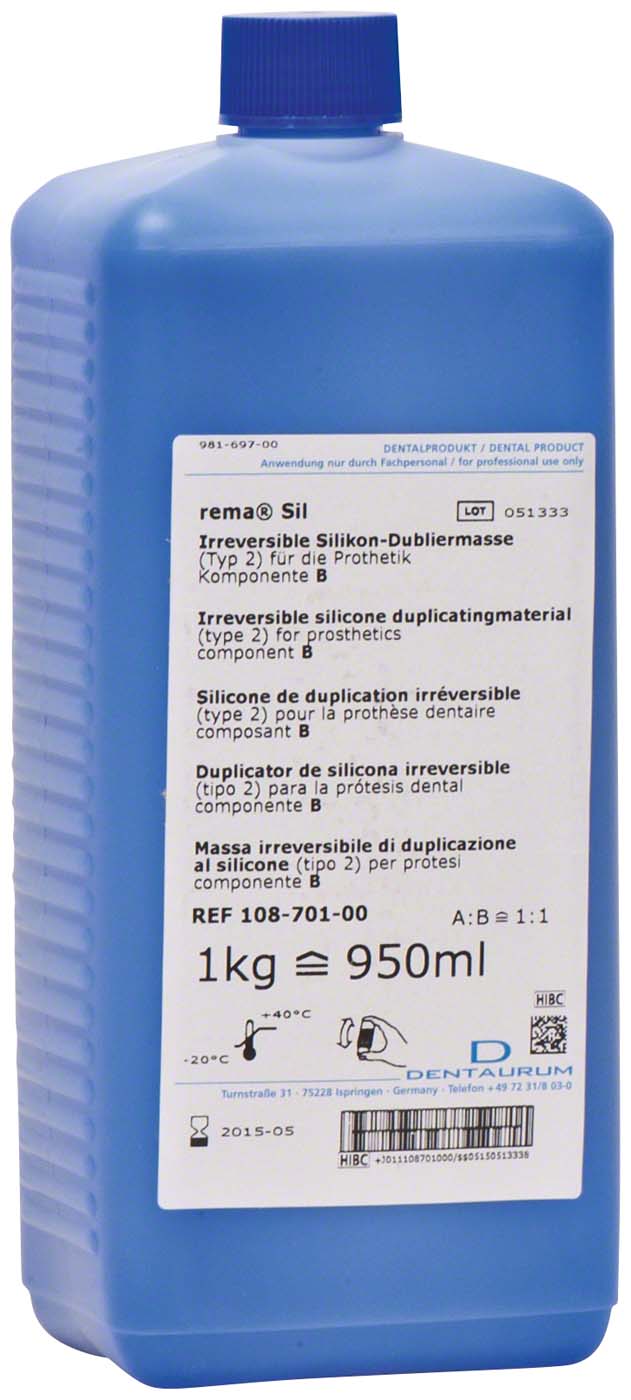 981-697-00
DENTALPRODUKT / DENTAL PRODUCT
Anwendung nur durch Fachpersonal / for professional use only
rema® Sil
LOT 051333
Irreversible Silikon-Dubliermasse
(Typ 2) für die Prothetik
Komponente B
Irreversible silicone duplicatingmaterial
(type 2) for prosthetics
component B
Silicone de duplication irréversible
(type 2) pour la prothèse dentaire
composant B
Duplicator de silicona irreversible
(tipo 2) para la prótesis dental
componente B
Massa irreversibile di duplicazione
al silicone (tipo 2) per protesi
componente B
REF 108-701-00
A:B ≙ 1:1
1kg ≙ 950ml
HIBC
+40°C
-20°C
D
DENTAURUM
Turnstraße 31 · 75228 Ispringen · Germany · Telefon +49 72 31/8 03-0
2015-05
HIBC +J011108701000/$$05150513336